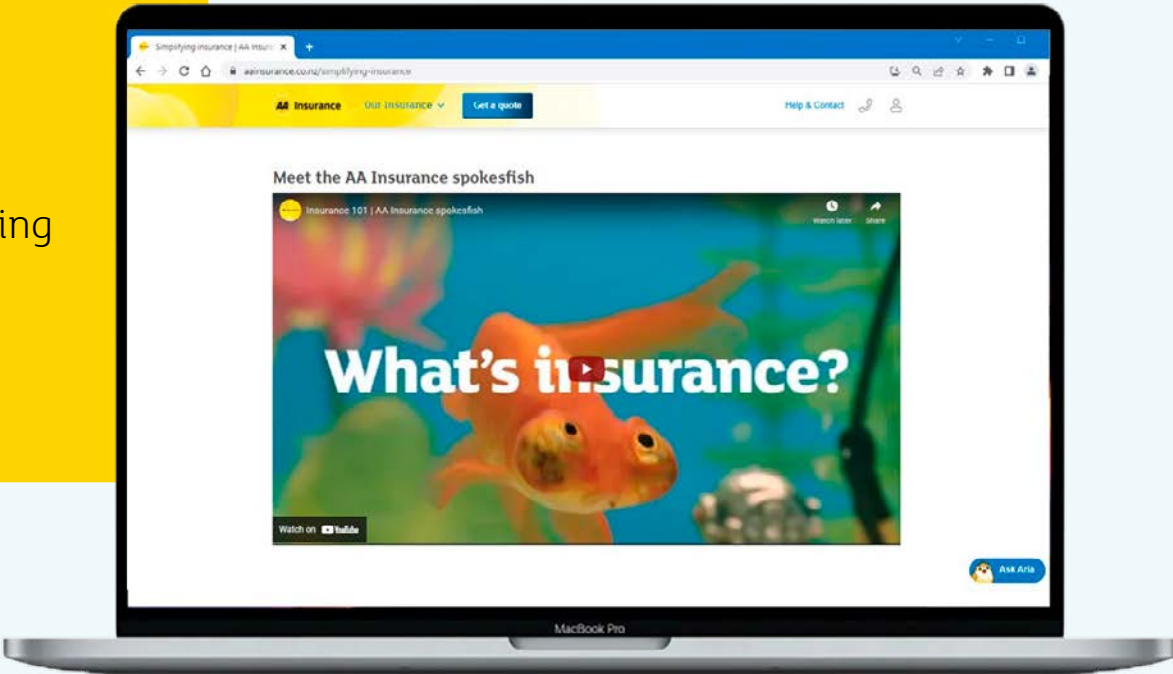 ing
Simplifying insurance | AA Insur
aainsurance.co.nz/simplifying-insurance
AA Insurance Our Insurance Get a quote Help & Contact
Meet the AA Insurance spokesfish
Insurance 101 | AA Insurance spokesfish
Watch later Share
What's insurance?
Watch on YouTube
Ask Aria
MacBook Pro